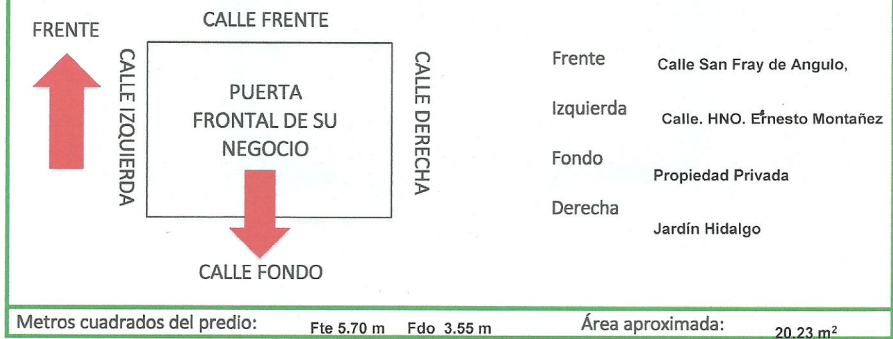 FRENTE
CALLE FRENTE
CALLE IZQUIERDA
PUERTA
FRONTAL DE SU
NEGOCIO
CALLE DERECHA
CALLE FONDO
Frente Calle San Fray de Angulo,
Izquierda Calle. HNO. Ernesto Montañez
Fondo Propiedad Privada
Derecha Jardín Hidalgo
Metros cuadrados del predio: Fte 5.70 m Fdo 3.55 m Área aproximada: 20.23 m²